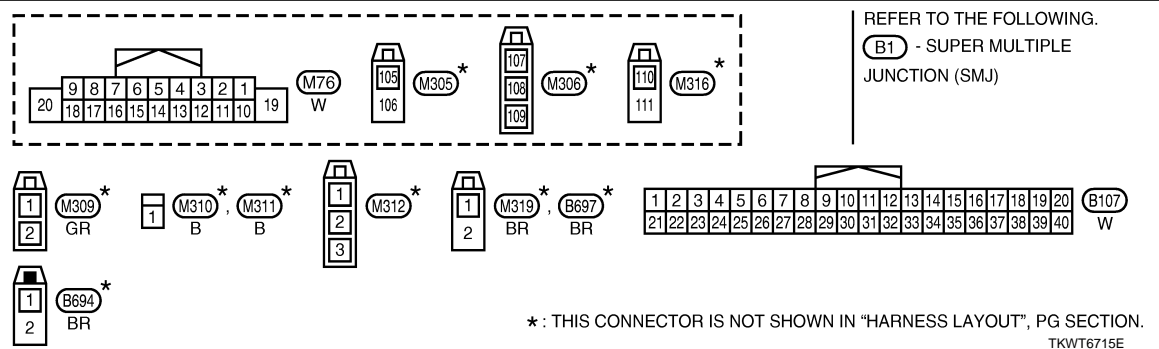 REFER TO THE FOLLOWING.
B1 - SUPER MULTIPLE
JUNCTION (SMJ)
20 9 8 7 6 5 4 3 2 1 19
18 17 16 15 14 13 12 11 10
M76
W
105
106
M305 *
107
108
109
M306 *
110
111
M316 *
1
2
M309 *
GR
1
M310 * , M311 *
B B
1
2
3
M312 *
1
2
M319 * , B697 *
BR BR
1 2 3 4 5 6 7 8 9 10 11 12 13 14 15 16 17 18 19 20
21 22 23 24 25 26 27 28 29 30 31 32 33 34 35 36 37 38 39 40
B107
W
1
2
B694 *
BR
* : THIS CONNECTOR IS NOT SHOWN IN “HARNESS LAYOUT”, PG SECTION.
TKWT6715E